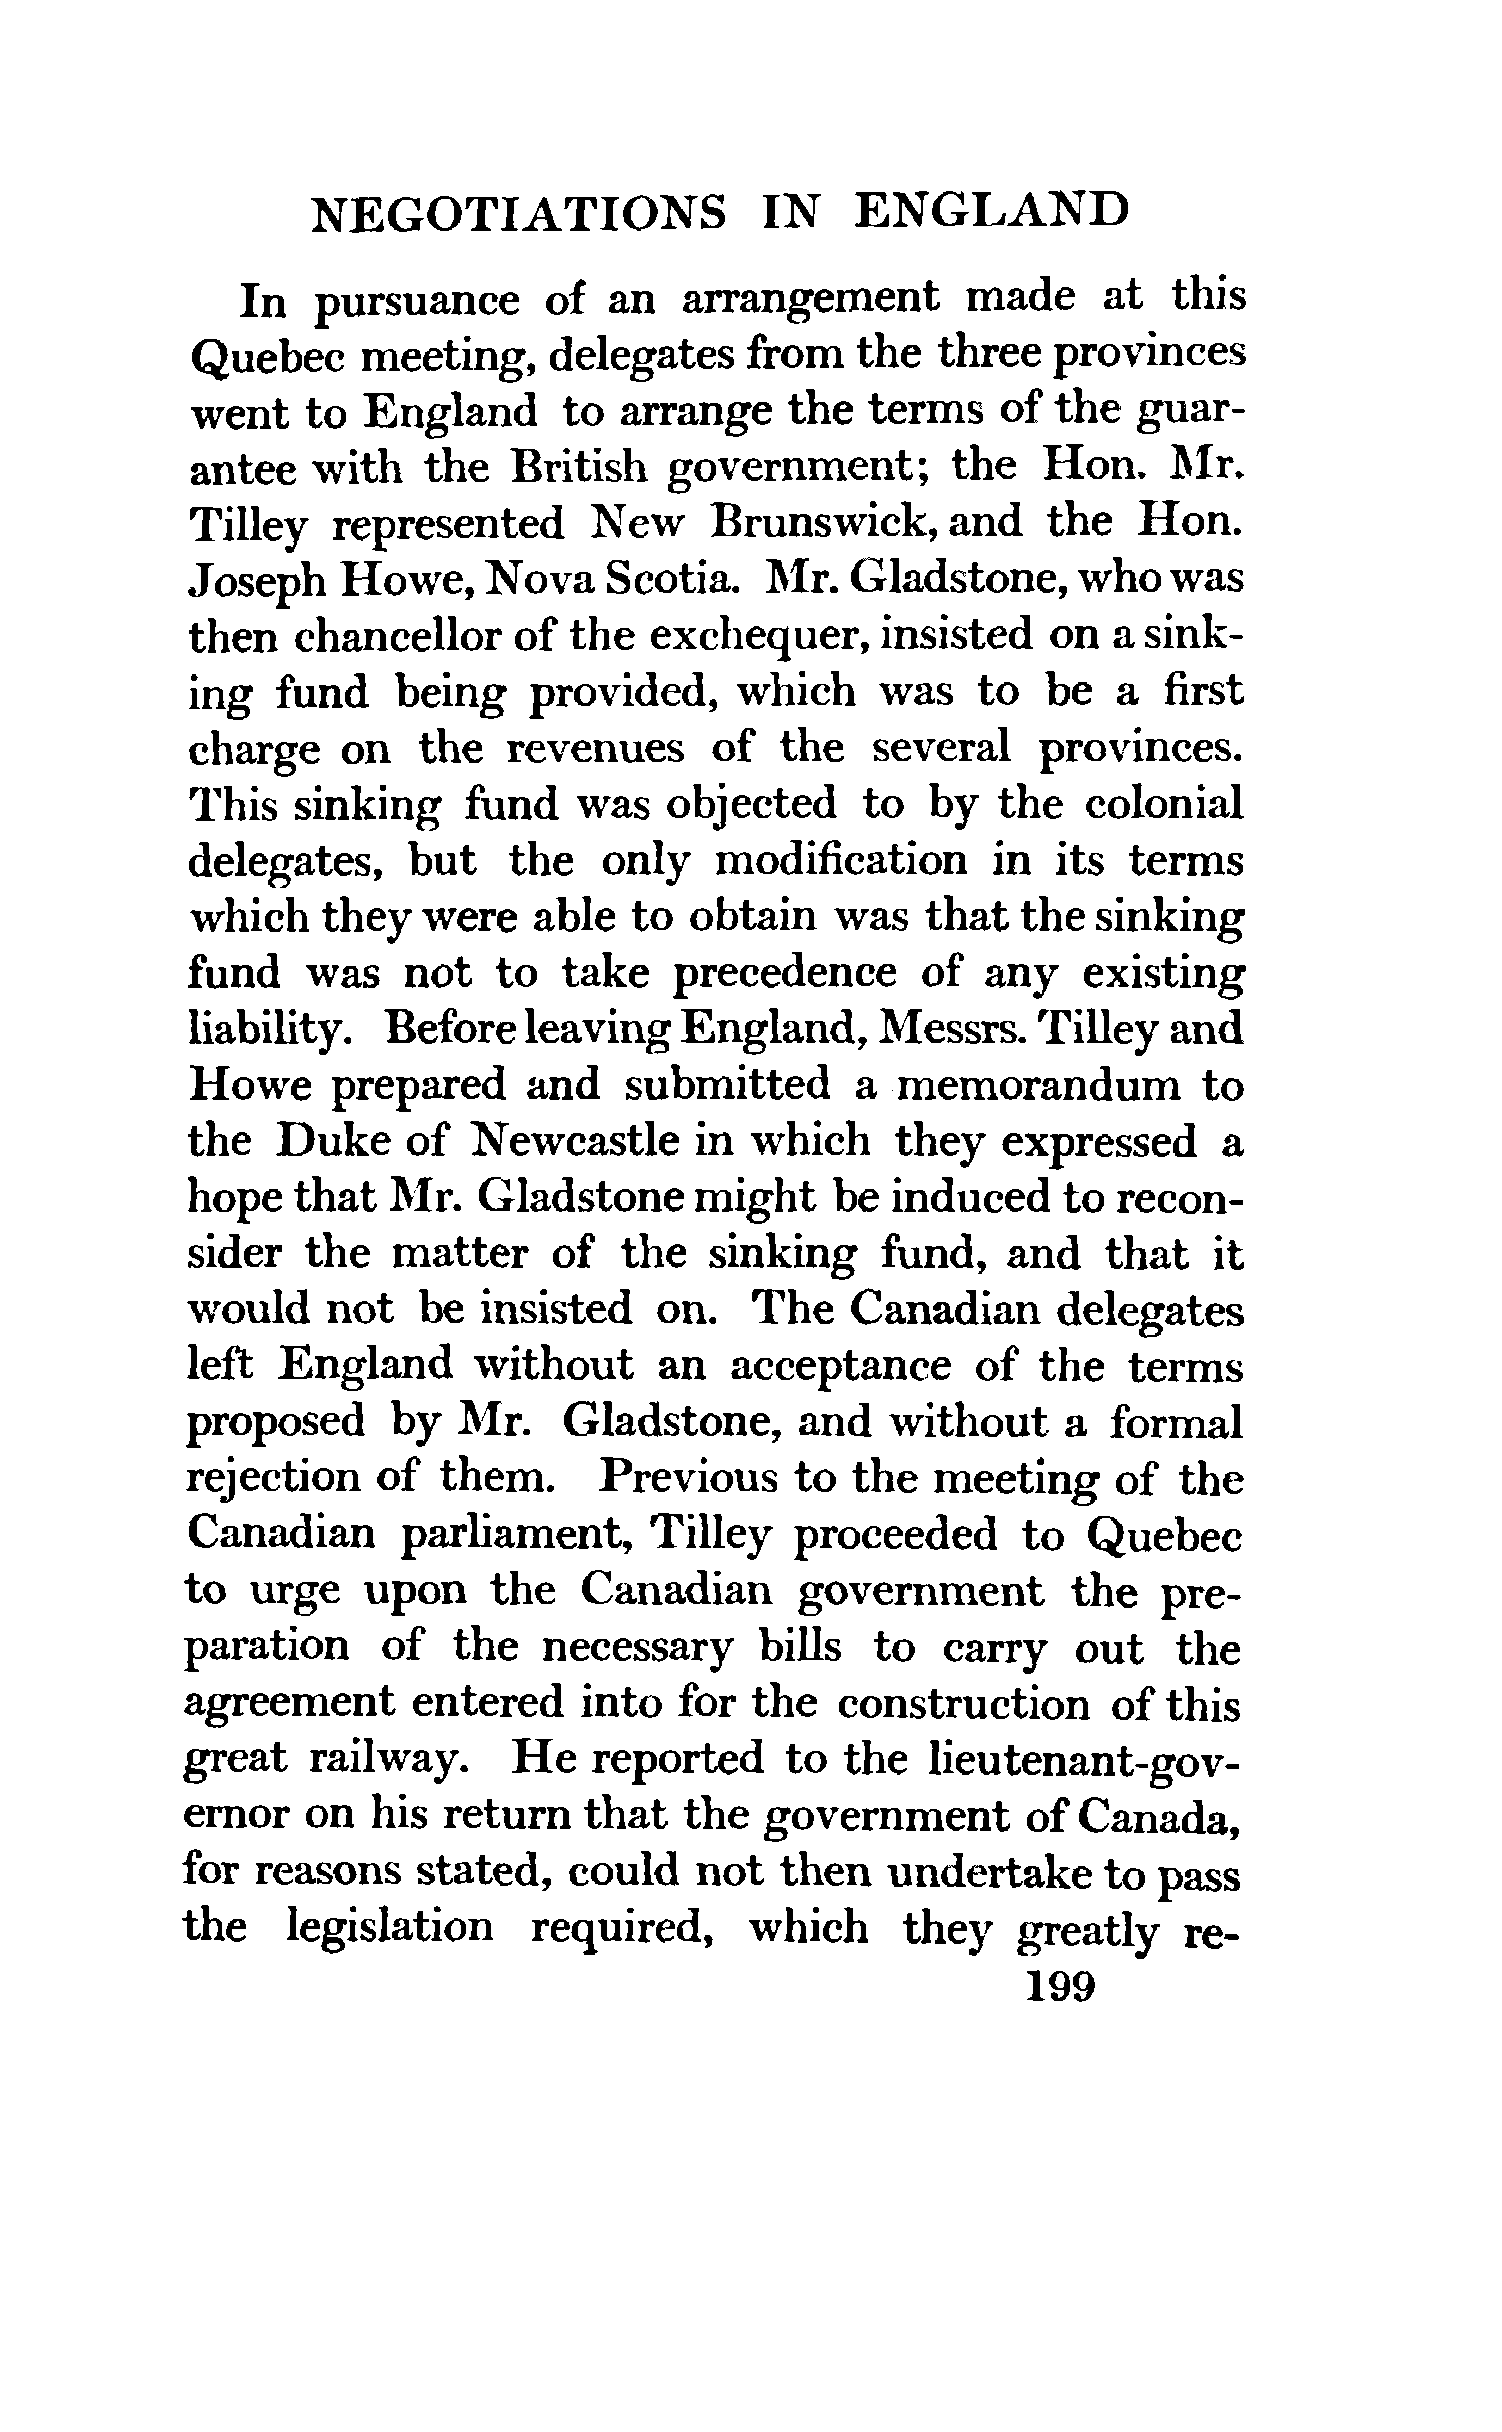 NEGOTIATIONS IN ENGLAND
In pursuance of an arrangement made at this
Quebec meeting, delegates from the three provinces
went to England to arrange the terms of the guar-
antee with the British government; the Hon. Mr.
Tilley represented New Brunswick, and the Hon.
Joseph Howe, Nova Scotia. Mr. Gladstone, who was
then chancellor of the exchequer, insisted on a sink-
ing fund being provided, which was to be a first
charge on the revenues of the several provinces.
This sinking fund was objected to by the colonial
delegates, but the only modification in its terms
which they were able to obtain was that the sinking
fund was not to take precedence of any existing
liability. Before leaving England, Messrs. Tilley and
Howe prepared and submitted a memorandum to
the Duke of Newcastle in which they expressed a
hope that Mr. Gladstone might be induced to recon-
sider the matter of the sinking fund, and that it
would not be insisted on. The Canadian delegates
left England without an acceptance of the terms
proposed by Mr. Gladstone, and without a formal
rejection of them. Previous to the meeting of the
Canadian parliament, Tilley proceeded to Quebec
to urge upon the Canadian government the pre-
paration of the necessary bills to carry out the
agreement entered into for the construction of this
great railway. He reported to the lieutenant-gov-
ernor on his return that the government of Canada,
for reasons stated, could not then undertake to pass
the legislation required, which they greatly re-
199